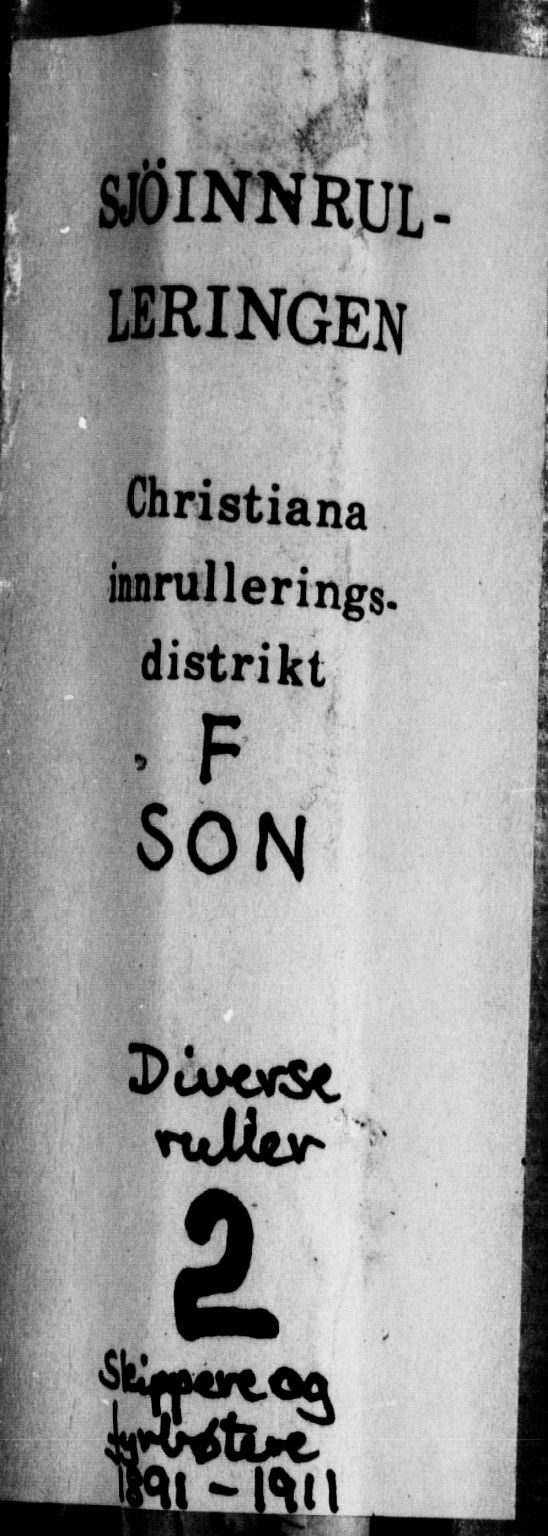 SJÖINNRUL-
LERINGEN
Christiana
innrullerings-
distrikt
F
SON
Diverse
ruller
2
Skippere og
fyrbøtere
1891 - 1911